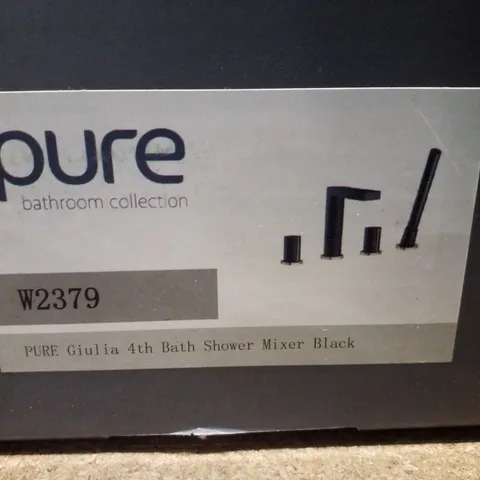 pure
bathroom collection
W2379
PURE Giulia 4th Bath Shower Mixer Black